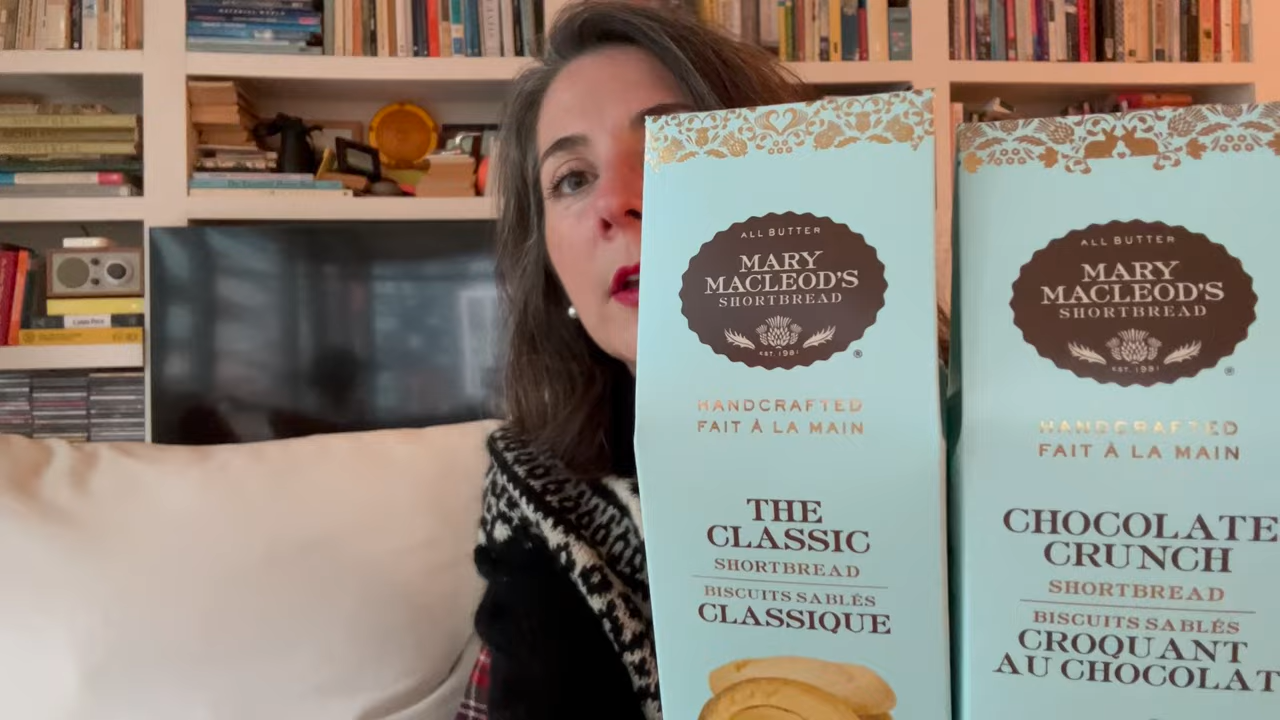 ALL BUTTER
MARY
MACLEOD'S
SHORTBREAD
EST. 1981
®
HANDCRAFTED
FAIT À LA MAIN
THE
CLASSIC
SHORTBREAD
BISCUITS SABLÉS
CLASSIQUE
ALL BUTTER
MARY
MACLEOD'S
SHORTBREAD
EST. 1981
®
HANDCRAFTED
FAIT À LA MAIN
CHOCOLATE
CRUNCH
SHORTBREAD
BISCUITS SABLÉS
CROQUANT
AU CHOCOLAT